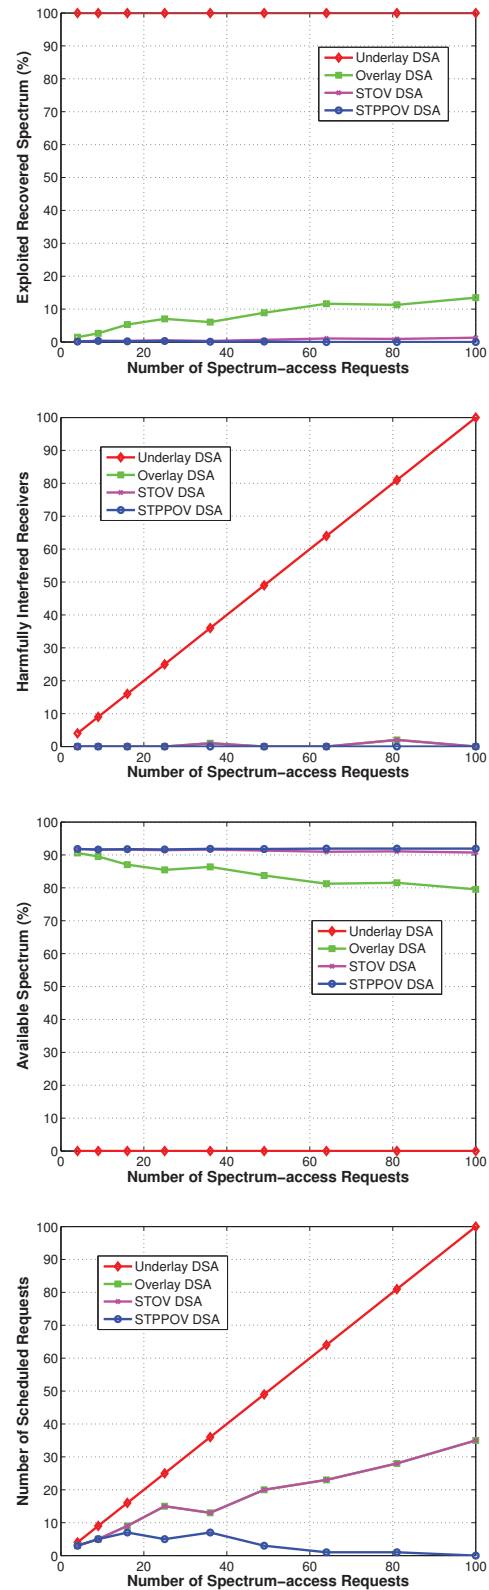 Exploited Recovered Spectrum (%)
100
90
80
70
60
50
40
30
20
10
0
Underlay DSA
Overlay DSA
STOV DSA
STPPOV DSA
0 20 40 60 80 100
Number of Spectrum-access Requests
Harmfully Interfered Receivers
100
90
80
70
60
50
40
30
20
10
0
Underlay DSA
Overlay DSA
STOV DSA
STPPOV DSA
0 20 40 60 80 100
Number of Spectrum-access Requests
Available Spectrum (%)
100
90
80
70
60
50
40
30
20
10
0
Underlay DSA
Overlay DSA
STOV DSA
STPPOV DSA
0 20 40 60 80 100
Number of Spectrum-access Requests
Number of Scheduled Requests
100
90
80
70
60
50
40
30
20
10
0
Underlay DSA
Overlay DSA
STOV DSA
STPPOV DSA
0 20 40 60 80 100
Number of Spectrum-access Requests